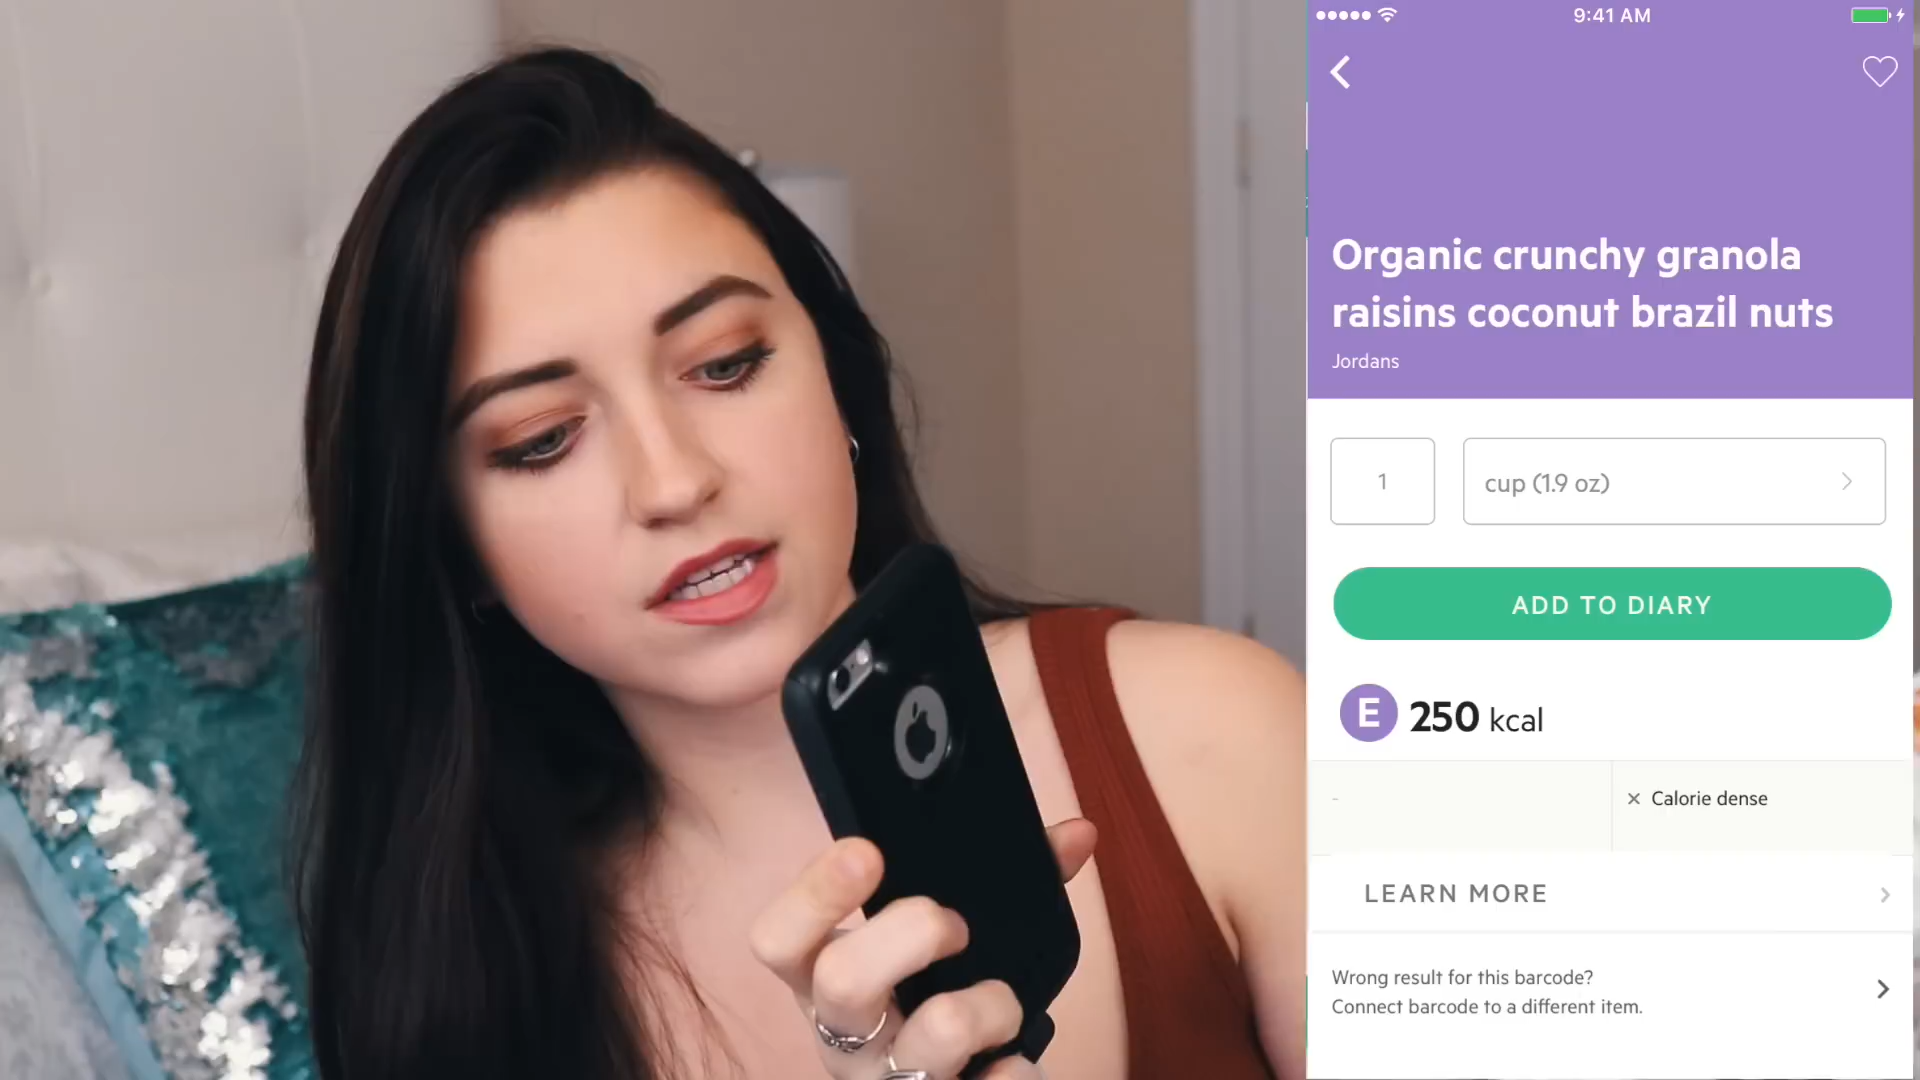 9:41 AM
Organic crunchy granola
raisins coconut brazil nuts
Jordans
1
cup (1.9 oz)
ADD TO DIARY
E 250 kcal
-
× Calorie dense
LEARN MORE
Wrong result for this barcode?
Connect barcode to a different item.